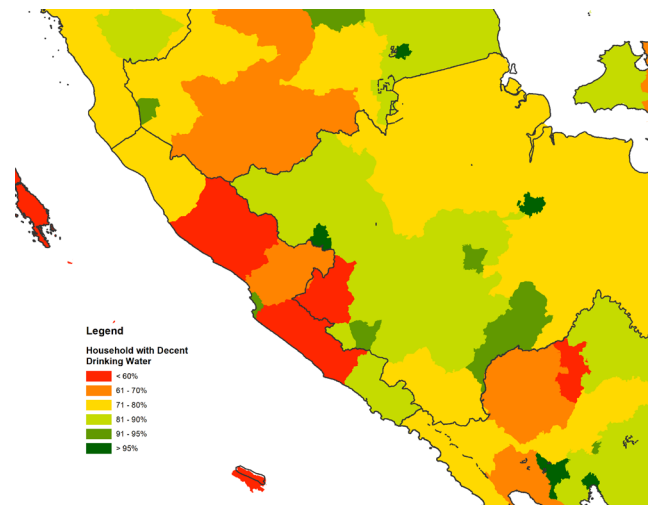 Legend
Household with Decent
Drinking Water
< 60%
61 - 70%
71 - 80%
81 - 90%
91 - 95%
> 95%